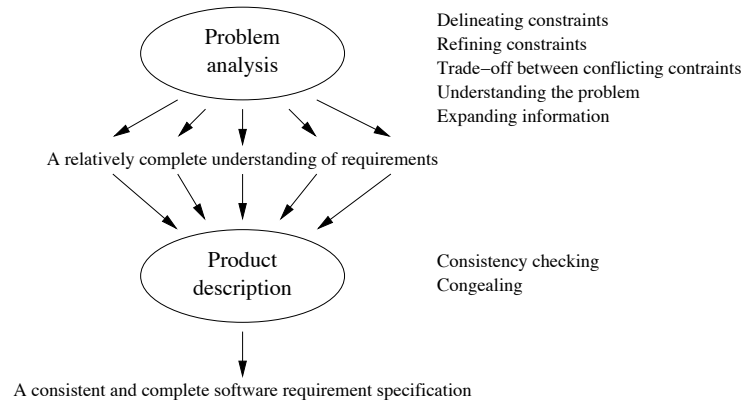 Problem
analysis
Delineating constraints
Refining constraints
Trade−off between conflicting contraints
Understanding the problem
Expanding information
A relatively complete understanding of requirements
Product
description
Consistency checking
Congealing
A consistent and complete software requirement specification